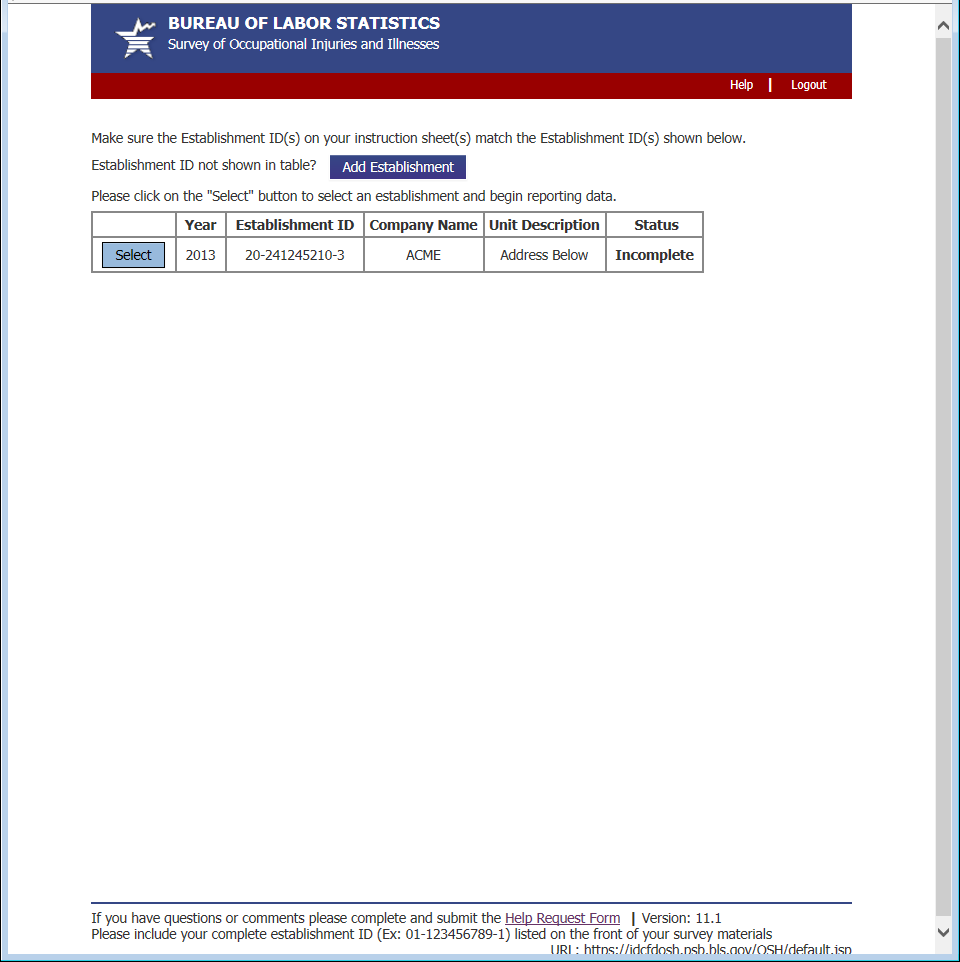 BUREAU OF LABOR STATISTICS
Survey of Occupational Injuries and Illnesses
Help | Logout
Make sure the Establishment ID(s) on your instruction sheet(s) match the Establishment ID(s) shown below.
Establishment ID not shown in table? Add Establishment
Please click on the "Select" button to select an establishment and begin reporting data.
Year Establishment ID Company Name Unit Description Status
Select 2013 20-241245210-3 ACME Address Below Incomplete
If you have questions or comments please complete and submit the Help Request Form | Version: 11.1
Please include your complete establishment ID (Ex: 01-123456789-1) listed on the front of your survey materials
URL: https://idcfdosh.psb.bls.gov/OSH/default.jsp